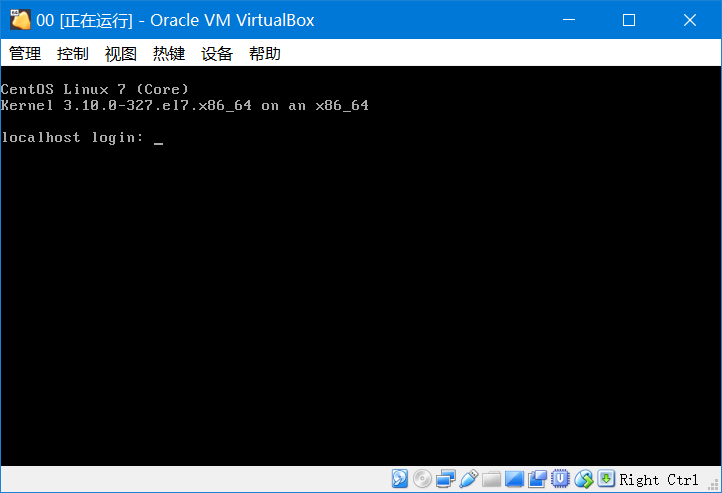 00 [正在运行] - Oracle VM VirtualBox
管理 控制 视图 热键 设备 帮助
CentOS Linux 7 (Core)
Kernel 3.10.0-327.el7.x86_64 on an x86_64
localhost login: _
Right Ctrl